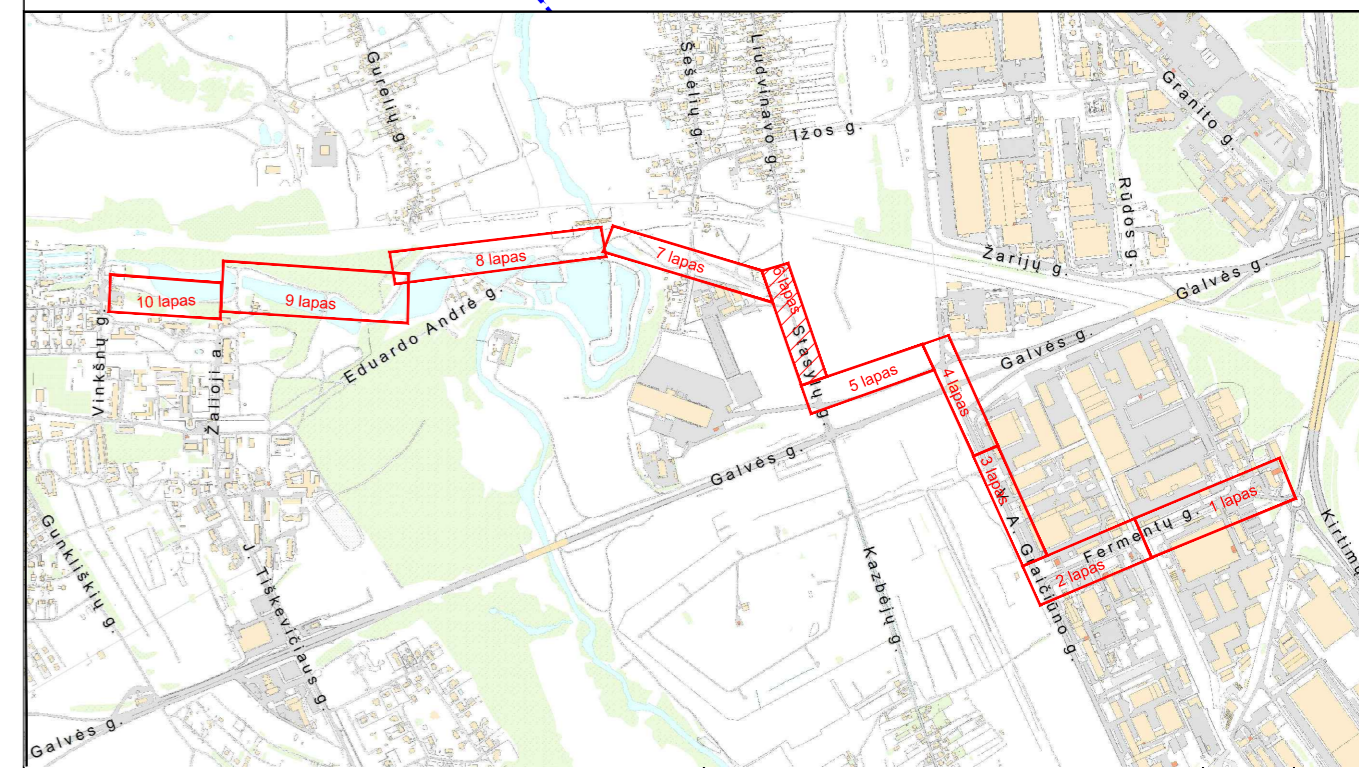 Gurelių g.
Šešėlių g.
Liudvinavo g.
Ižos g.
Granito g.
Rūdos g.
Žarijų g.
Galvės g.
Galvės g.
7 lapas
8 lapas
6 lapas
9 lapas
10 lapas
Eduardo Andrė g.
Vinkšnų g.
Žalioji a.
Stasylų g.
5 lapas
4 lapas
Galvės g.
3 lapas
V. A. Graičiūno g.
1 lapas
Fermentų g.
2 lapas
Kirtimų
Gunkliškių g.
J. Tiškevičiaus g.
Kazbėjų g.
Galvės g.